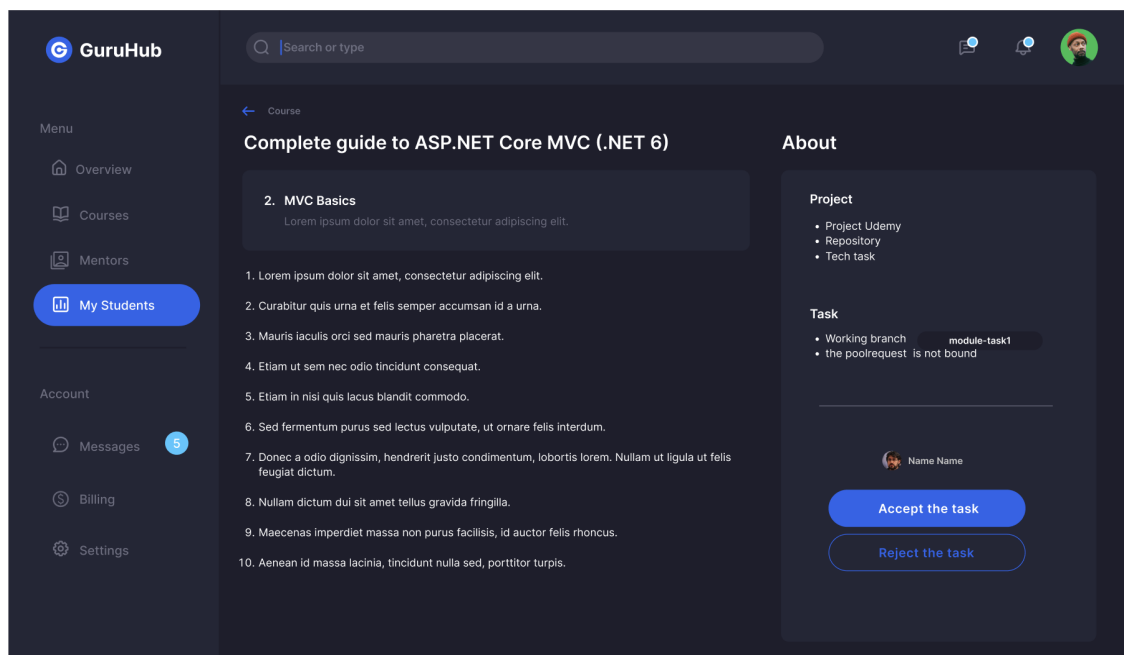 GuruHub
Search or type
Menu
Overview
Courses
Mentors
My Students
Account
Messages
5
Billing
Settings
Course
Complete guide to ASP.NET Core MVC (.NET 6)
2. MVC Basics
Lorem ipsum dolor sit amet, consectetur adipiscing elit.
1. Lorem ipsum dolor sit amet, consectetur adipiscing elit.
2. Curabitur quis urna et felis semper accumsan id a urna.
3. Mauris iaculis orci sed mauris pharetra placerat.
4. Etiam ut sem nec odio tincidunt consequat.
5. Etiam in nisi quis lacus blandit commodo.
6. Sed fermentum purus sed lectus vulputate, ut ornare felis interdum.
7. Donec a odio dignissim, hendrerit justo condimentum, lobortis lorem. Nullam ut ligula ut felis
feugiat dictum.
8. Nullam dictum dui sit amet tellus gravida fringilla.
9. Maecenas imperdiet massa non purus facilisis, id auctor felis rhoncus.
10. Aenean id massa lacinia, tincidunt nulla sed, porttitor turpis.
About
Project
• Project Udemy
• Repository
• Tech task
Task
• Working branch module-task1
• the poolrequest is not bound
Name Name
Accept the task
Reject the task